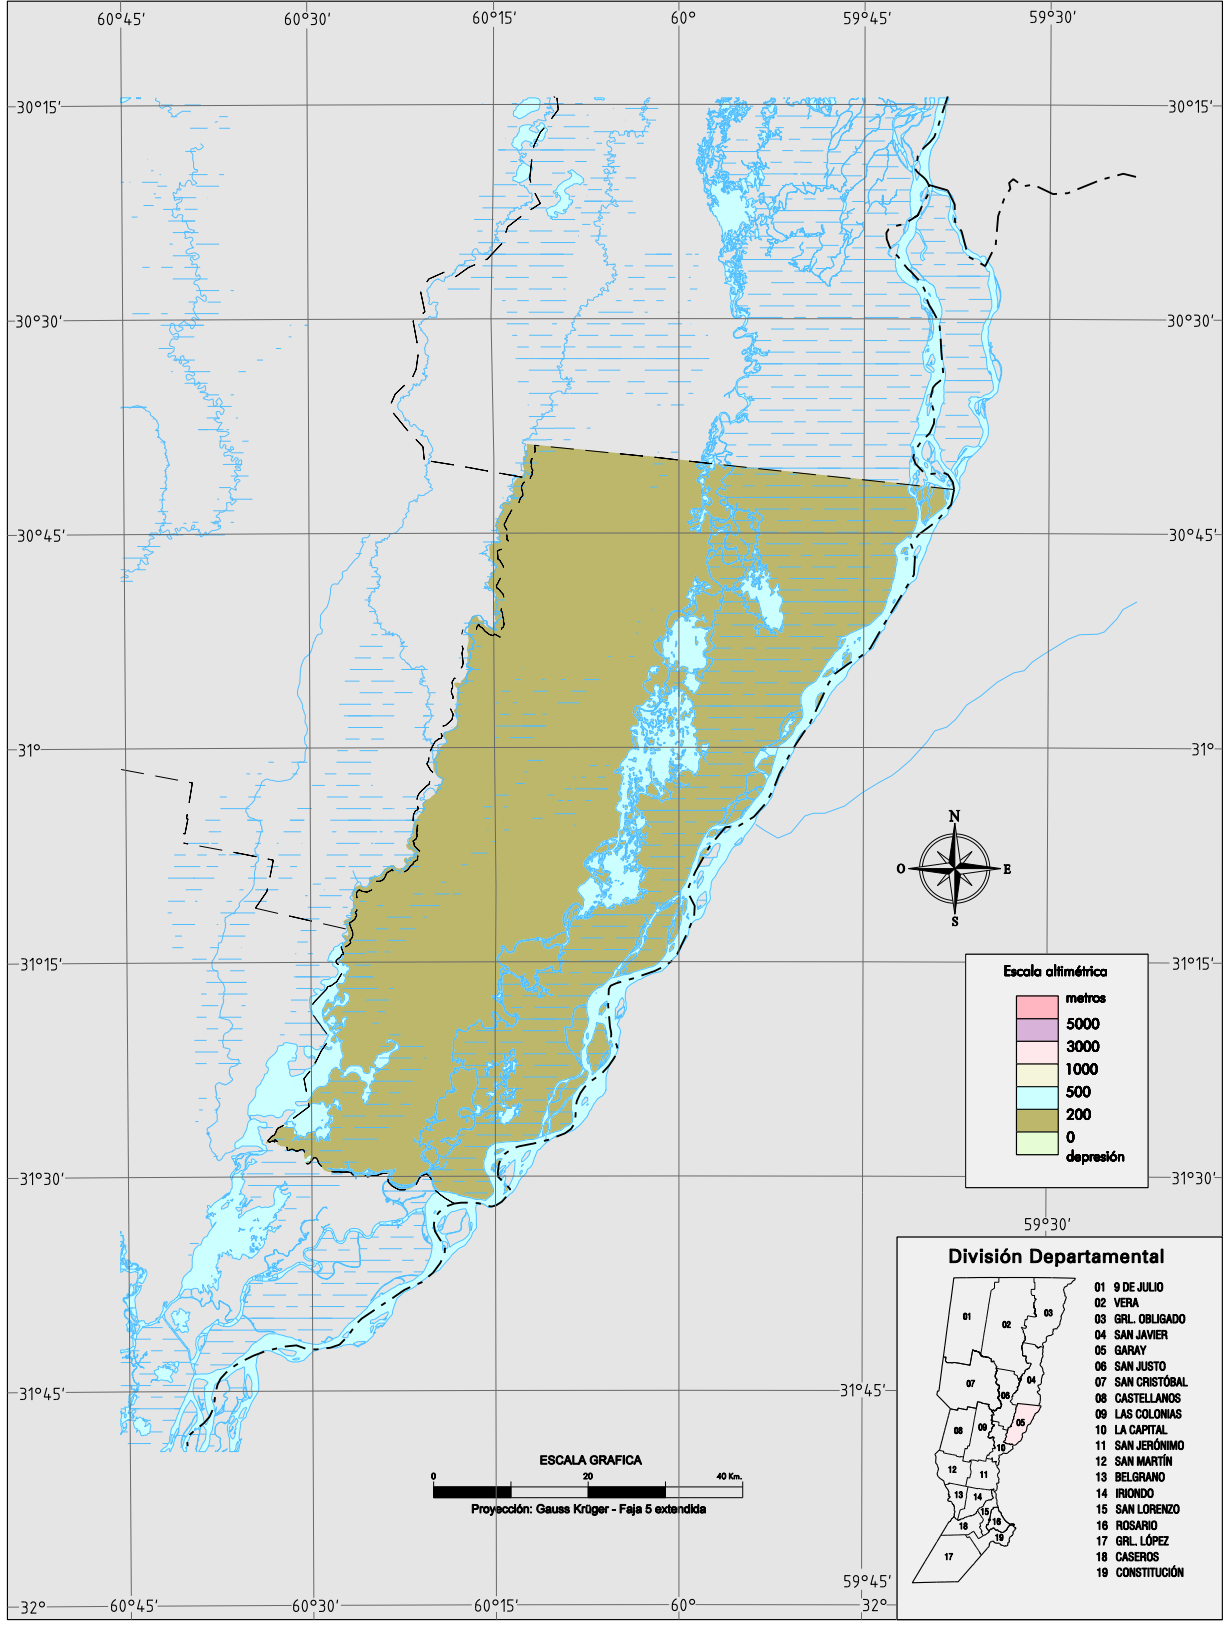 60°45'
60°30'
60°15'
60°
59°45'
59°30'
30°15'
30°15'
30°30'
30°30'
30°45'
30°45'
31°
31°
N
O
E
S
31°15'
31°15'
Escala altimétrica
metros
5000
3000
1000
500
200
0
depresión
31°30'
31°30'
59°30'
División Departamental
01
02
03
04
05
06
07
08
09
10
11
12
13
14
15
16
17
18
19
01 9 DE JULIO
02 VERA
03 GRL. OBLIGADO
04 SAN JAVIER
05 GARAY
06 SAN JUSTO
07 SAN CRISTÓBAL
08 CASTELLANOS
09 LAS COLONIAS
10 LA CAPITAL
11 SAN JERÓNIMO
12 SAN MARTÍN
13 BELGRANO
14 IRIONDO
15 SAN LORENZO
16 ROSARIO
17 GRL. LÓPEZ
18 CASEROS
19 CONSTITUCIÓN
31°45'
31°45'
ESCALA GRAFICA
0 20 40 Km.
Proyección: Gauss Krüger - Faja 5 extendida
59°45'
32°
60°45'
60°30'
60°15'
60°
32°